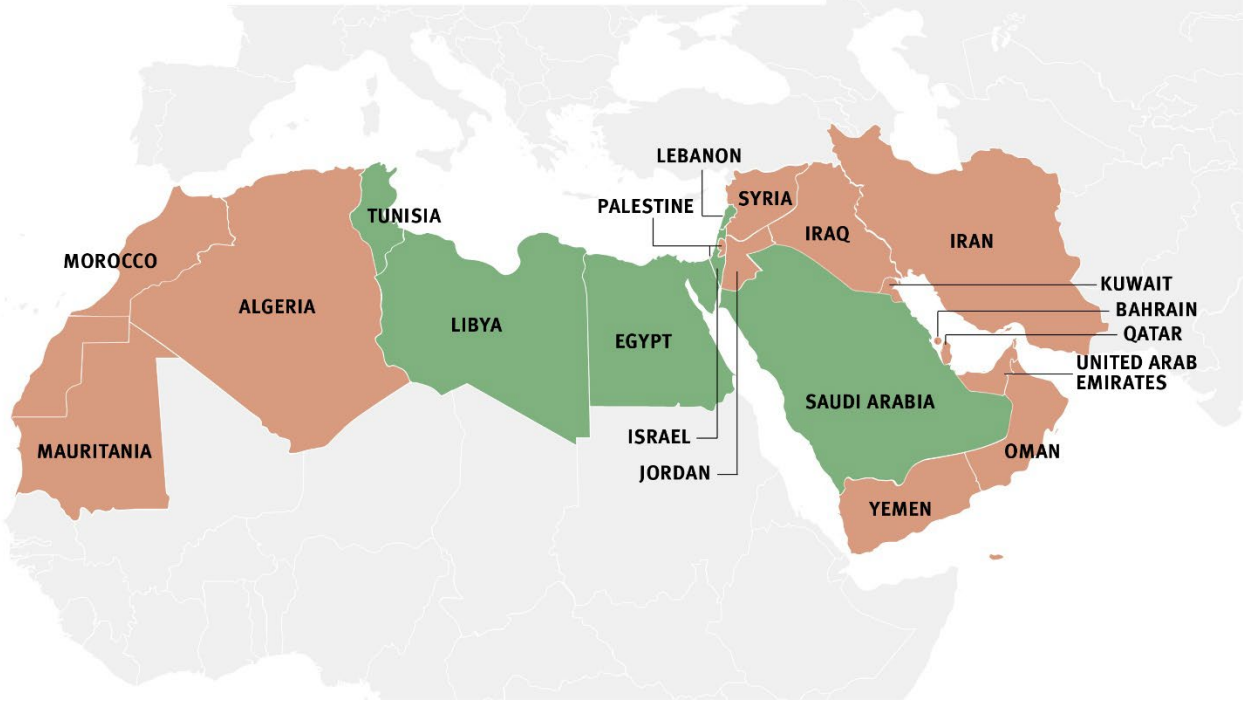 LEBANON
SYRIA
PALESTINE
TUNISIA
IRAQ
IRAN
MOROCCO
KUWAIT
ALGERIA
BAHRAIN
LIBYA
QATAR
EGYPT
UNITED ARAB
EMIRATES
SAUDI ARABIA
ISRAEL
MAURITANIA
OMAN
JORDAN
YEMEN